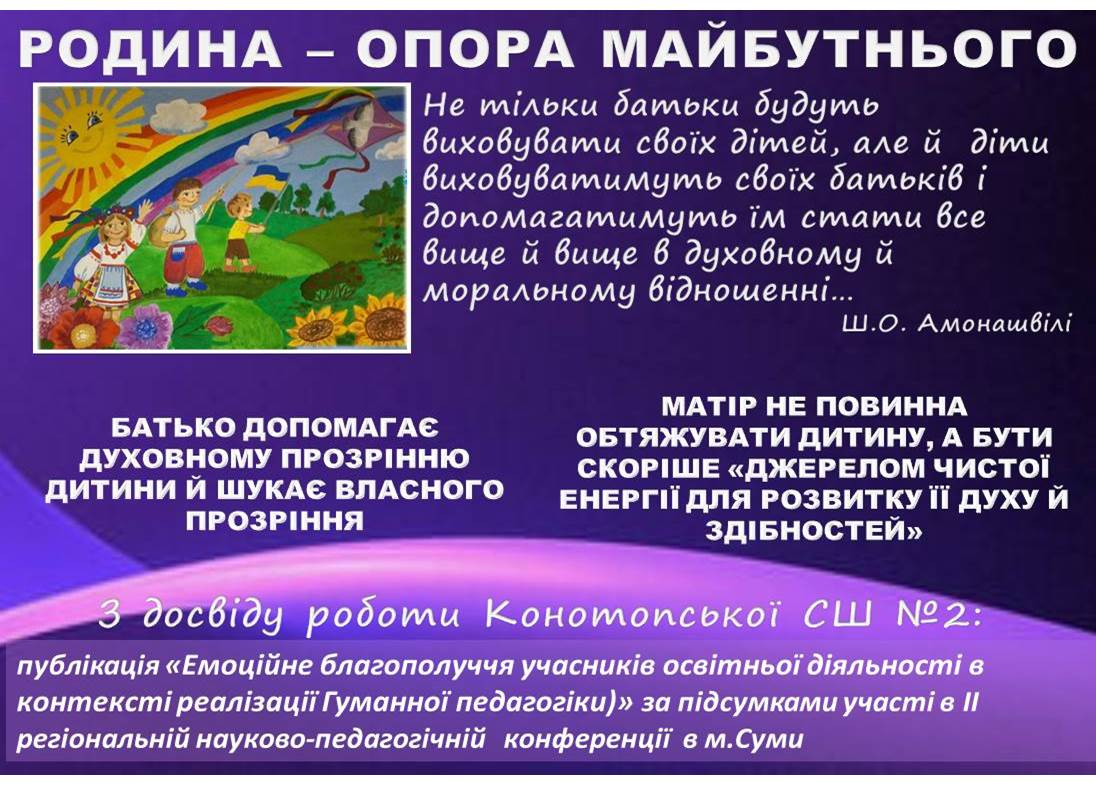 РОДИНА – ОПОРА МАЙБУТНЬОГО
Не тільки батьки будуть
виховувати своїх дітей, але й діти
виховуватимуть своїх батьків і
допомагатимуть їм стати все
вище й вище в духовному й
моральному відношенні...
Ш.О. Амонашвілі
БАТЬКО ДОПОМАГАЄ
ДУХОВНОМУ ПРОЗРІННЮ
ДИТИНИ Й ШУКАЄ ВЛАСНОГО
ПРОЗРІННЯ
МАТІР НЕ ПОВИННА
ОБТЯЖУВАТИ ДИТИНУ, А БУТИ
СКОРІШЕ «ДЖЕРЕЛОМ ЧИСТОЇ
ЕНЕРГІЇ ДЛЯ РОЗВИТКУ ЇЇ ДУХУ Й
ЗДІБНОСТЕЙ»
З досвіду роботи Конотопської СШ №2:
публікація «Емоційне благополуччя учасників освітньої діяльності в
контексті реалізації Гуманної педагогіки)» за підсумками участі в ІІ
регіональній науково-педагогічній конференції в м.Суми